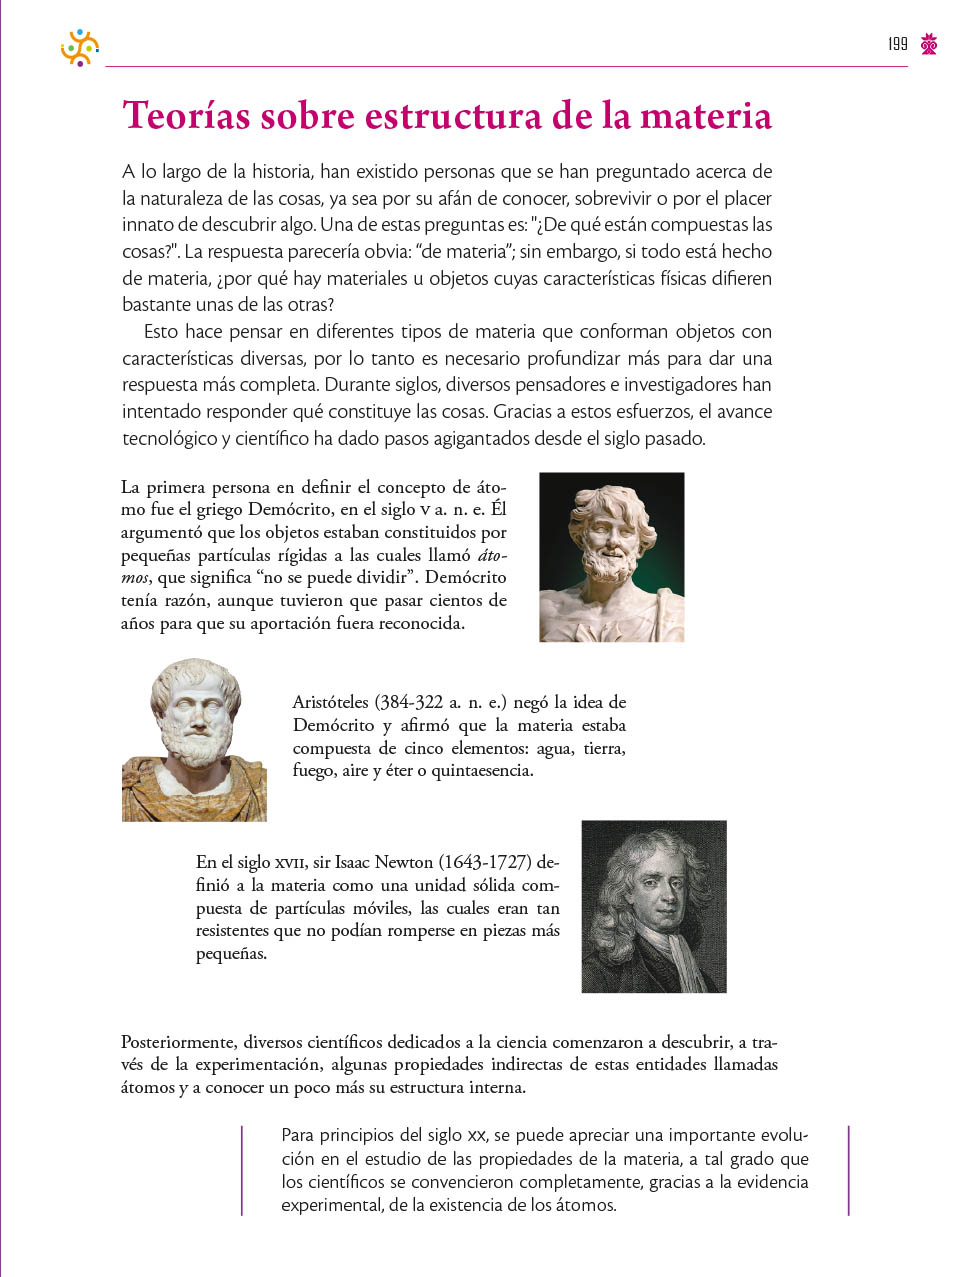 199
Teorías sobre estructura de la materia
A lo largo de la historia, han existido personas que se han preguntado acerca de
la naturaleza de las cosas, ya sea por su afán de conocer, sobrevivir o por el placer
innato de descubrir algo. Una de estas preguntas es: "¿De qué están compuestas las
cosas?". La respuesta parecería obvia: “de materia”; sin embargo, si todo está hecho
de materia, ¿por qué hay materiales u objetos cuyas características físicas difieren
bastante unas de las otras?
Esto hace pensar en diferentes tipos de materia que conforman objetos con
características diversas, por lo tanto es necesario profundizar más para dar una
respuesta más completa. Durante siglos, diversos pensadores e investigadores han
intentado responder qué constituye las cosas. Gracias a estos esfuerzos, el avance
tecnológico y científico ha dado pasos agigantados desde el siglo pasado.
La primera persona en definir el concepto de áto-
mo fue el griego Demócrito, en el siglo V a. n. e. Él
argumentó que los objetos estaban constituidos por
pequeñas partículas rígidas a las cuales llamó áto-
mos, que significa “no se puede dividir”. Demócrito
tenía razón, aunque tuvieron que pasar cientos de
años para que su aportación fuera reconocida.
Aristóteles (384-322 a. n. e.) negó la idea de
Demócrito y afirmó que la materia estaba
compuesta de cinco elementos: agua, tierra,
fuego, aire y éter o quintaesencia.
En el siglo XVII, sir Isaac Newton (1643-1727) de-
finió a la materia como una unidad sólida com-
puesta de partículas móviles, las cuales eran tan
resistentes que no podían romperse en piezas más
pequeñas.
Posteriormente, diversos científicos dedicados a la ciencia comenzaron a descubrir, a tra-
vés de la experimentación, algunas propiedades indirectas de estas entidades llamadas
átomos y a conocer un poco más su estructura interna.
Para principios del siglo XX, se puede apreciar una importante evolu-
ción en el estudio de las propiedades de la materia, a tal grado que
los científicos se convencieron completamente, gracias a la evidencia
experimental, de la existencia de los átomos.